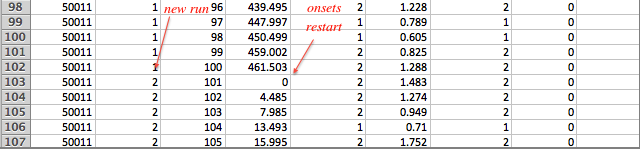 98 50011 1 new run 96 439.495 onsets 2 1.228 2 0
99 50011 1 97 447.997 restart 1 0.789 1 0
100 50011 1 98 450.499 1 0.605 1 0
101 50011 1 99 459.002 2 0.825 2 0
102 50011 1 100 461.503 2 1.288 2 0
103 50011 2 101 0 2 1.483 2 0
104 50011 2 102 4.485 2 1.274 2 0
105 50011 2 103 7.985 2 0.949 2 0
106 50011 2 104 13.493 1 0.71 1 0
107 50011 2 105 15.995 2 1.752 2 0